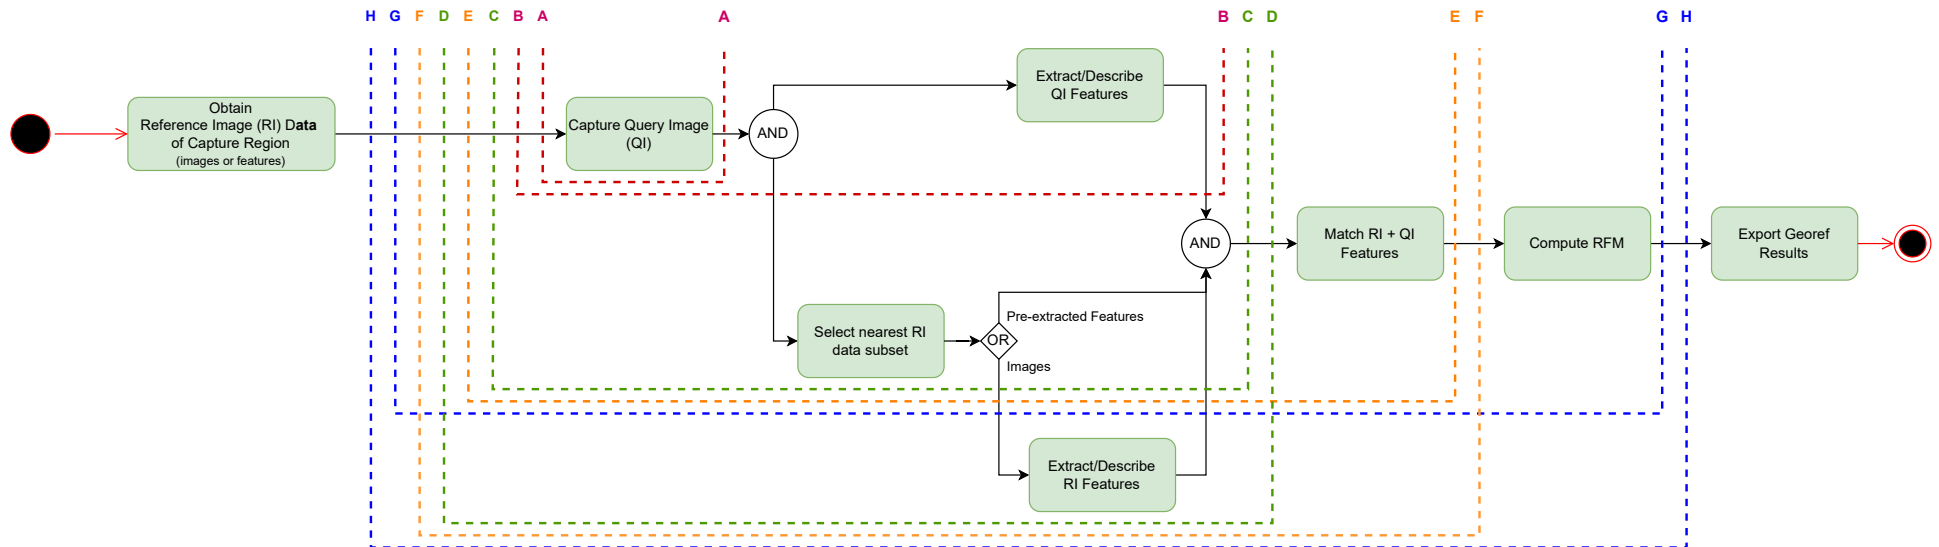 H G F D E C B A A B C D E F G H
Obtain
Reference Image (RI) Data
of Capture Region
(images or features)
Capture Query Image
(QI)
AND
Extract/Describe
QI Features
AND
Match RI + QI
Features
Compute RFM
Export Georef
Results
Select nearest RI
data subset
OR
Pre-extracted Features
Images
Extract/Describe
RI Features